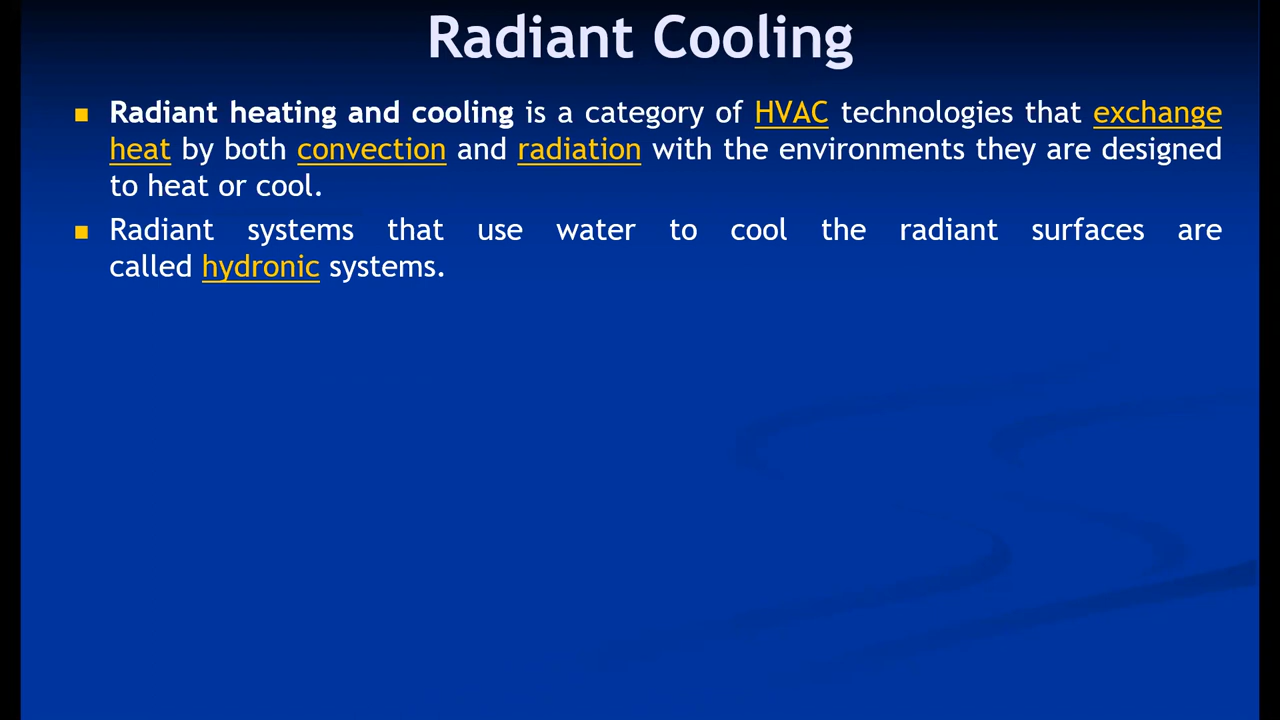 Radiant Cooling
Radiant heating and cooling is a category of HVAC technologies that exchange
heat by both convection and radiation with the environments they are designed
to heat or cool.
Radiant systems that use water to cool the radiant surfaces are
called hydronic systems.